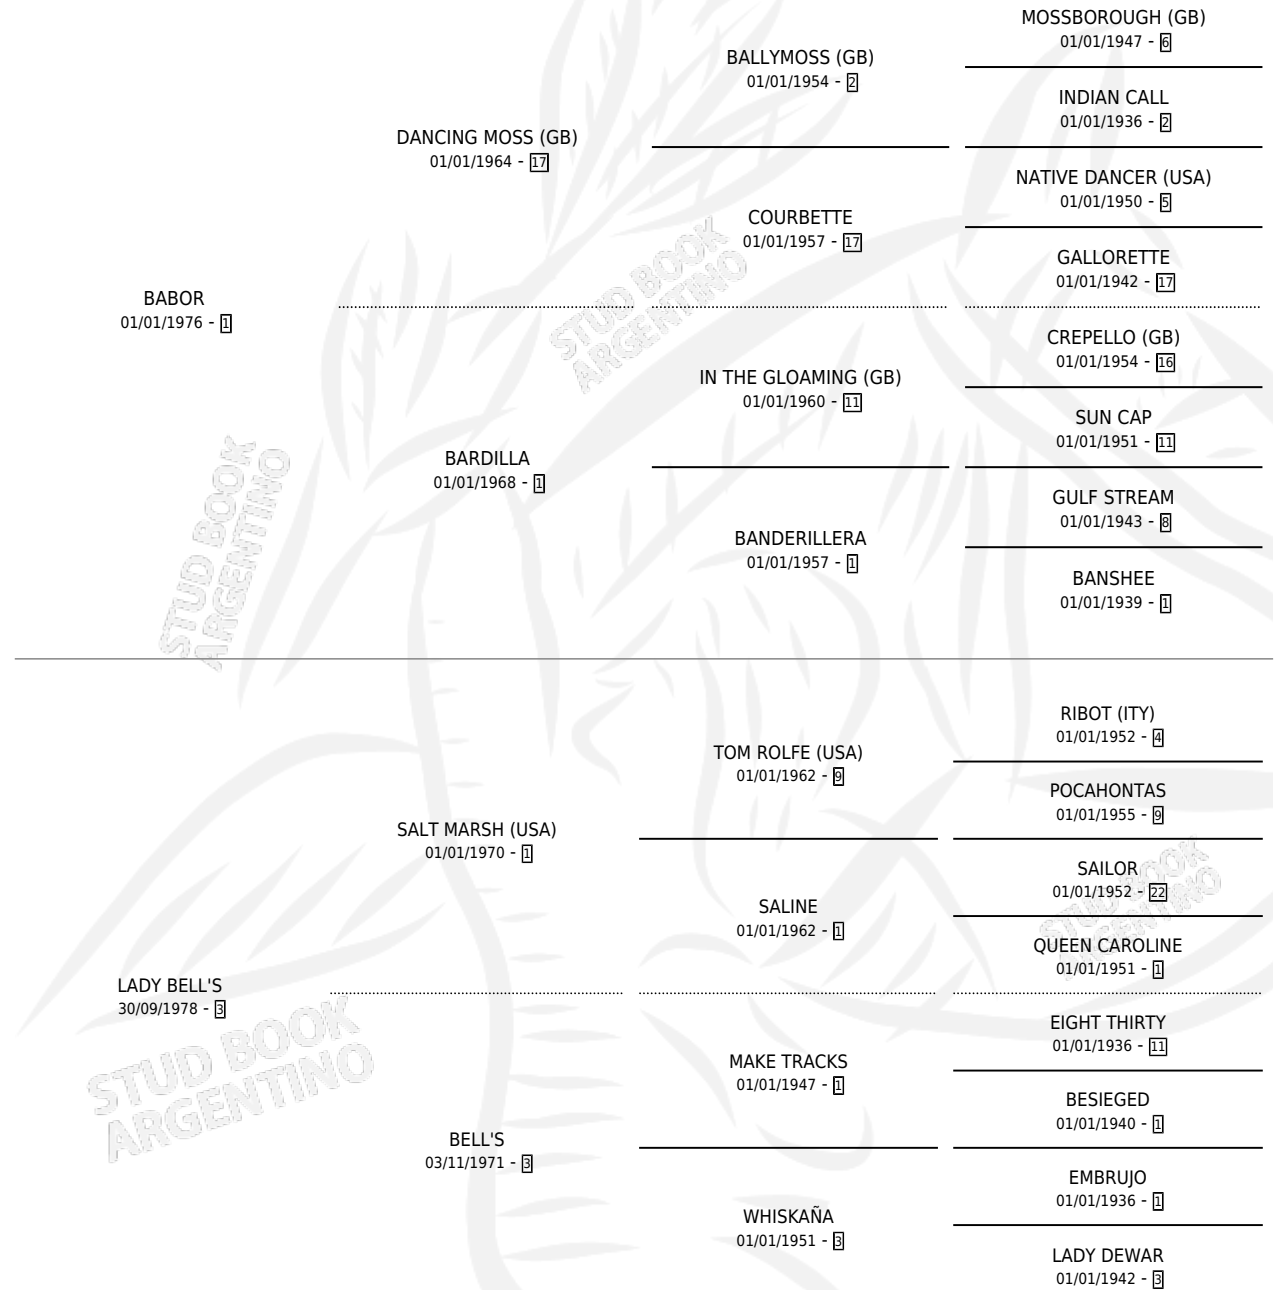 MOSSBOROUGH (GB)
01/01/1947 - 6
BALLYMOSS (GB)
01/01/1954 - 2
INDIAN CALL
01/01/1936 - 2
DANCING MOSS (GB)
01/01/1964 - 17
NATIVE DANCER (USA)
01/01/1950 - 5
COURBETTE
01/01/1957 - 17
GALLORETTE
01/01/1942 - 17
BABOR
01/01/1976 - 1
CREPELLO (GB)
01/01/1954 - 16
IN THE GLOAMING (GB)
01/01/1960 - 11
SUN CAP
01/01/1951 - 11
BARDILLA
01/01/1968 - 1
GULF STREAM
01/01/1943 - 8
BANDERILLERA
01/01/1957 - 1
BANSHEE
01/01/1939 - 1
RIBOT (ITY)
01/01/1952 - 4
TOM ROLFE (USA)
01/01/1962 - 9
POCAHONTAS
01/01/1955 - 9
SALT MARSH (USA)
01/01/1970 - 1
SAILOR
01/01/1952 - 22
SALINE
01/01/1962 - 1
QUEEN CAROLINE
01/01/1951 - 1
LADY BELL'S
30/09/1978 - 3
EIGHT THIRTY
01/01/1936 - 11
MAKE TRACKS
01/01/1947 - 1
BESIEGED
01/01/1940 - 1
BELL'S
03/11/1971 - 3
EMBRUJO
01/01/1936 - 1
WHISKAÑA
01/01/1951 - 3
LADY DEWAR
01/01/1942 - 3
STUD BOOK
ARGENTINO
STUD BOOK
ARGENTINO
STUD BOOK
ARGENTINO
STUD BOOK
ARGENTINO